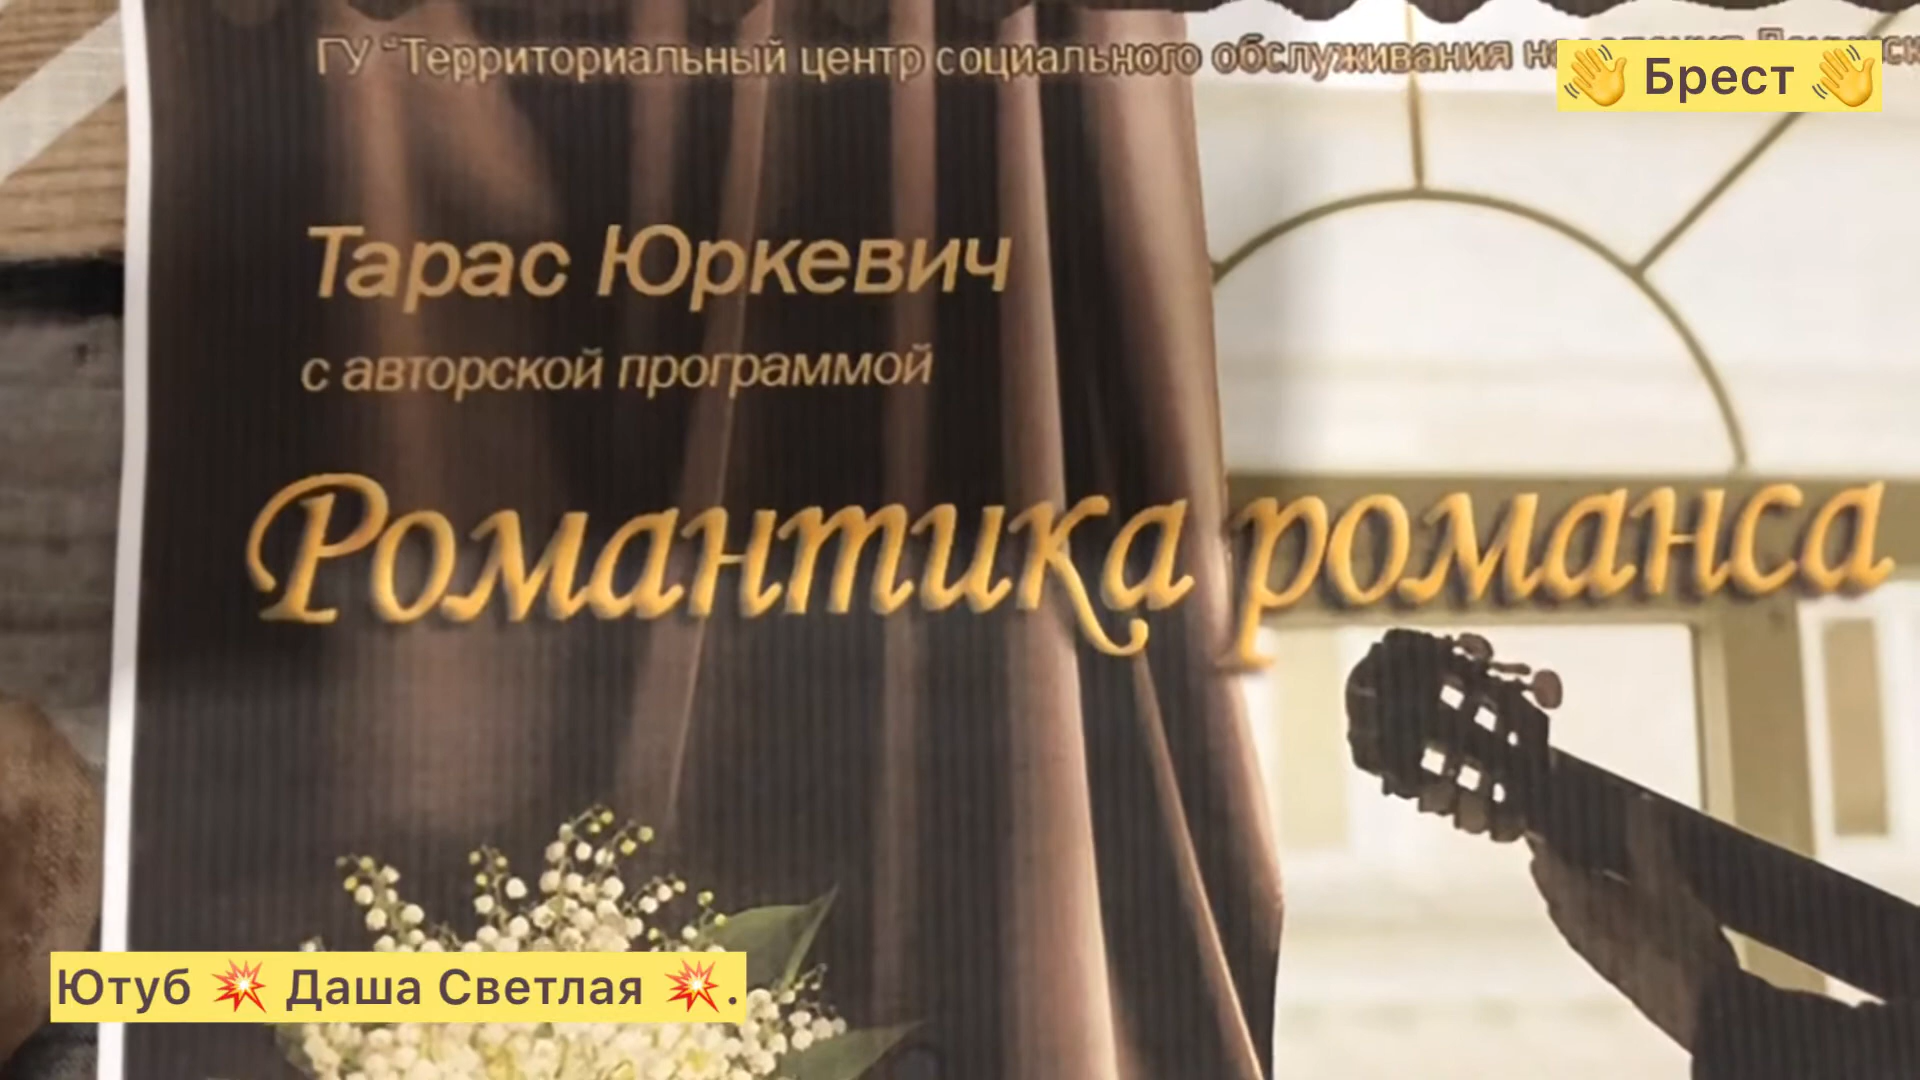 ГУ "Территориальный центр социального обслуживания
👋 Брест 👋
Тарас Юркевич
с авторской программой
Романтика романса
Ютуб 💥 Даша Светлая 💥.